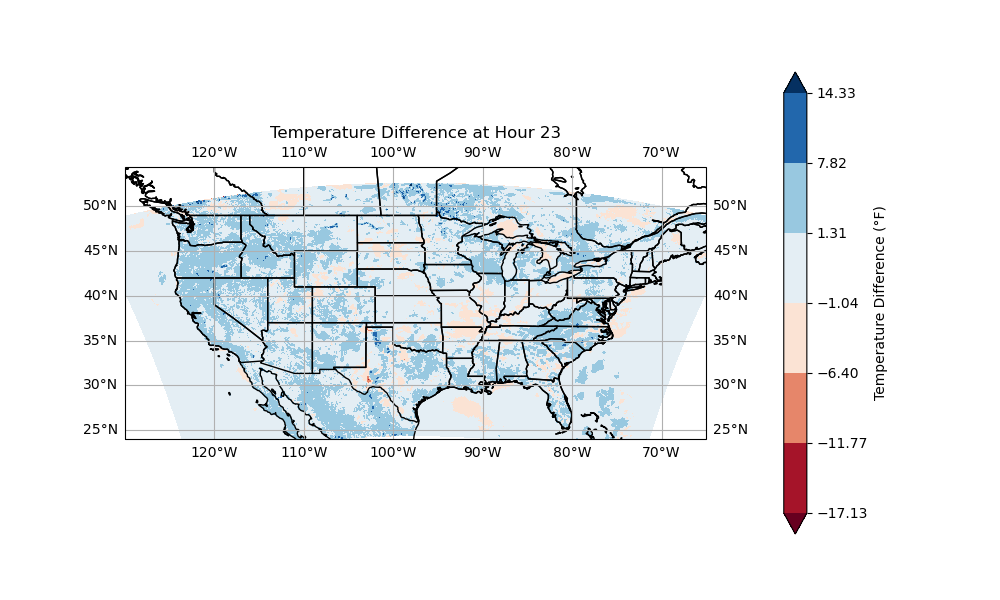 Temperature Difference at Hour 23
120°W 110°W 100°W 90°W 80°W 70°W
50°N 50°N
45°N 45°N
40°N 40°N
35°N 35°N
30°N 30°N
25°N 25°N
120°W 110°W 100°W 90°W 80°W 70°W
14.33
7.82
1.31
−1.04
−6.40
−11.77
−17.13
Temperature Difference (°F)